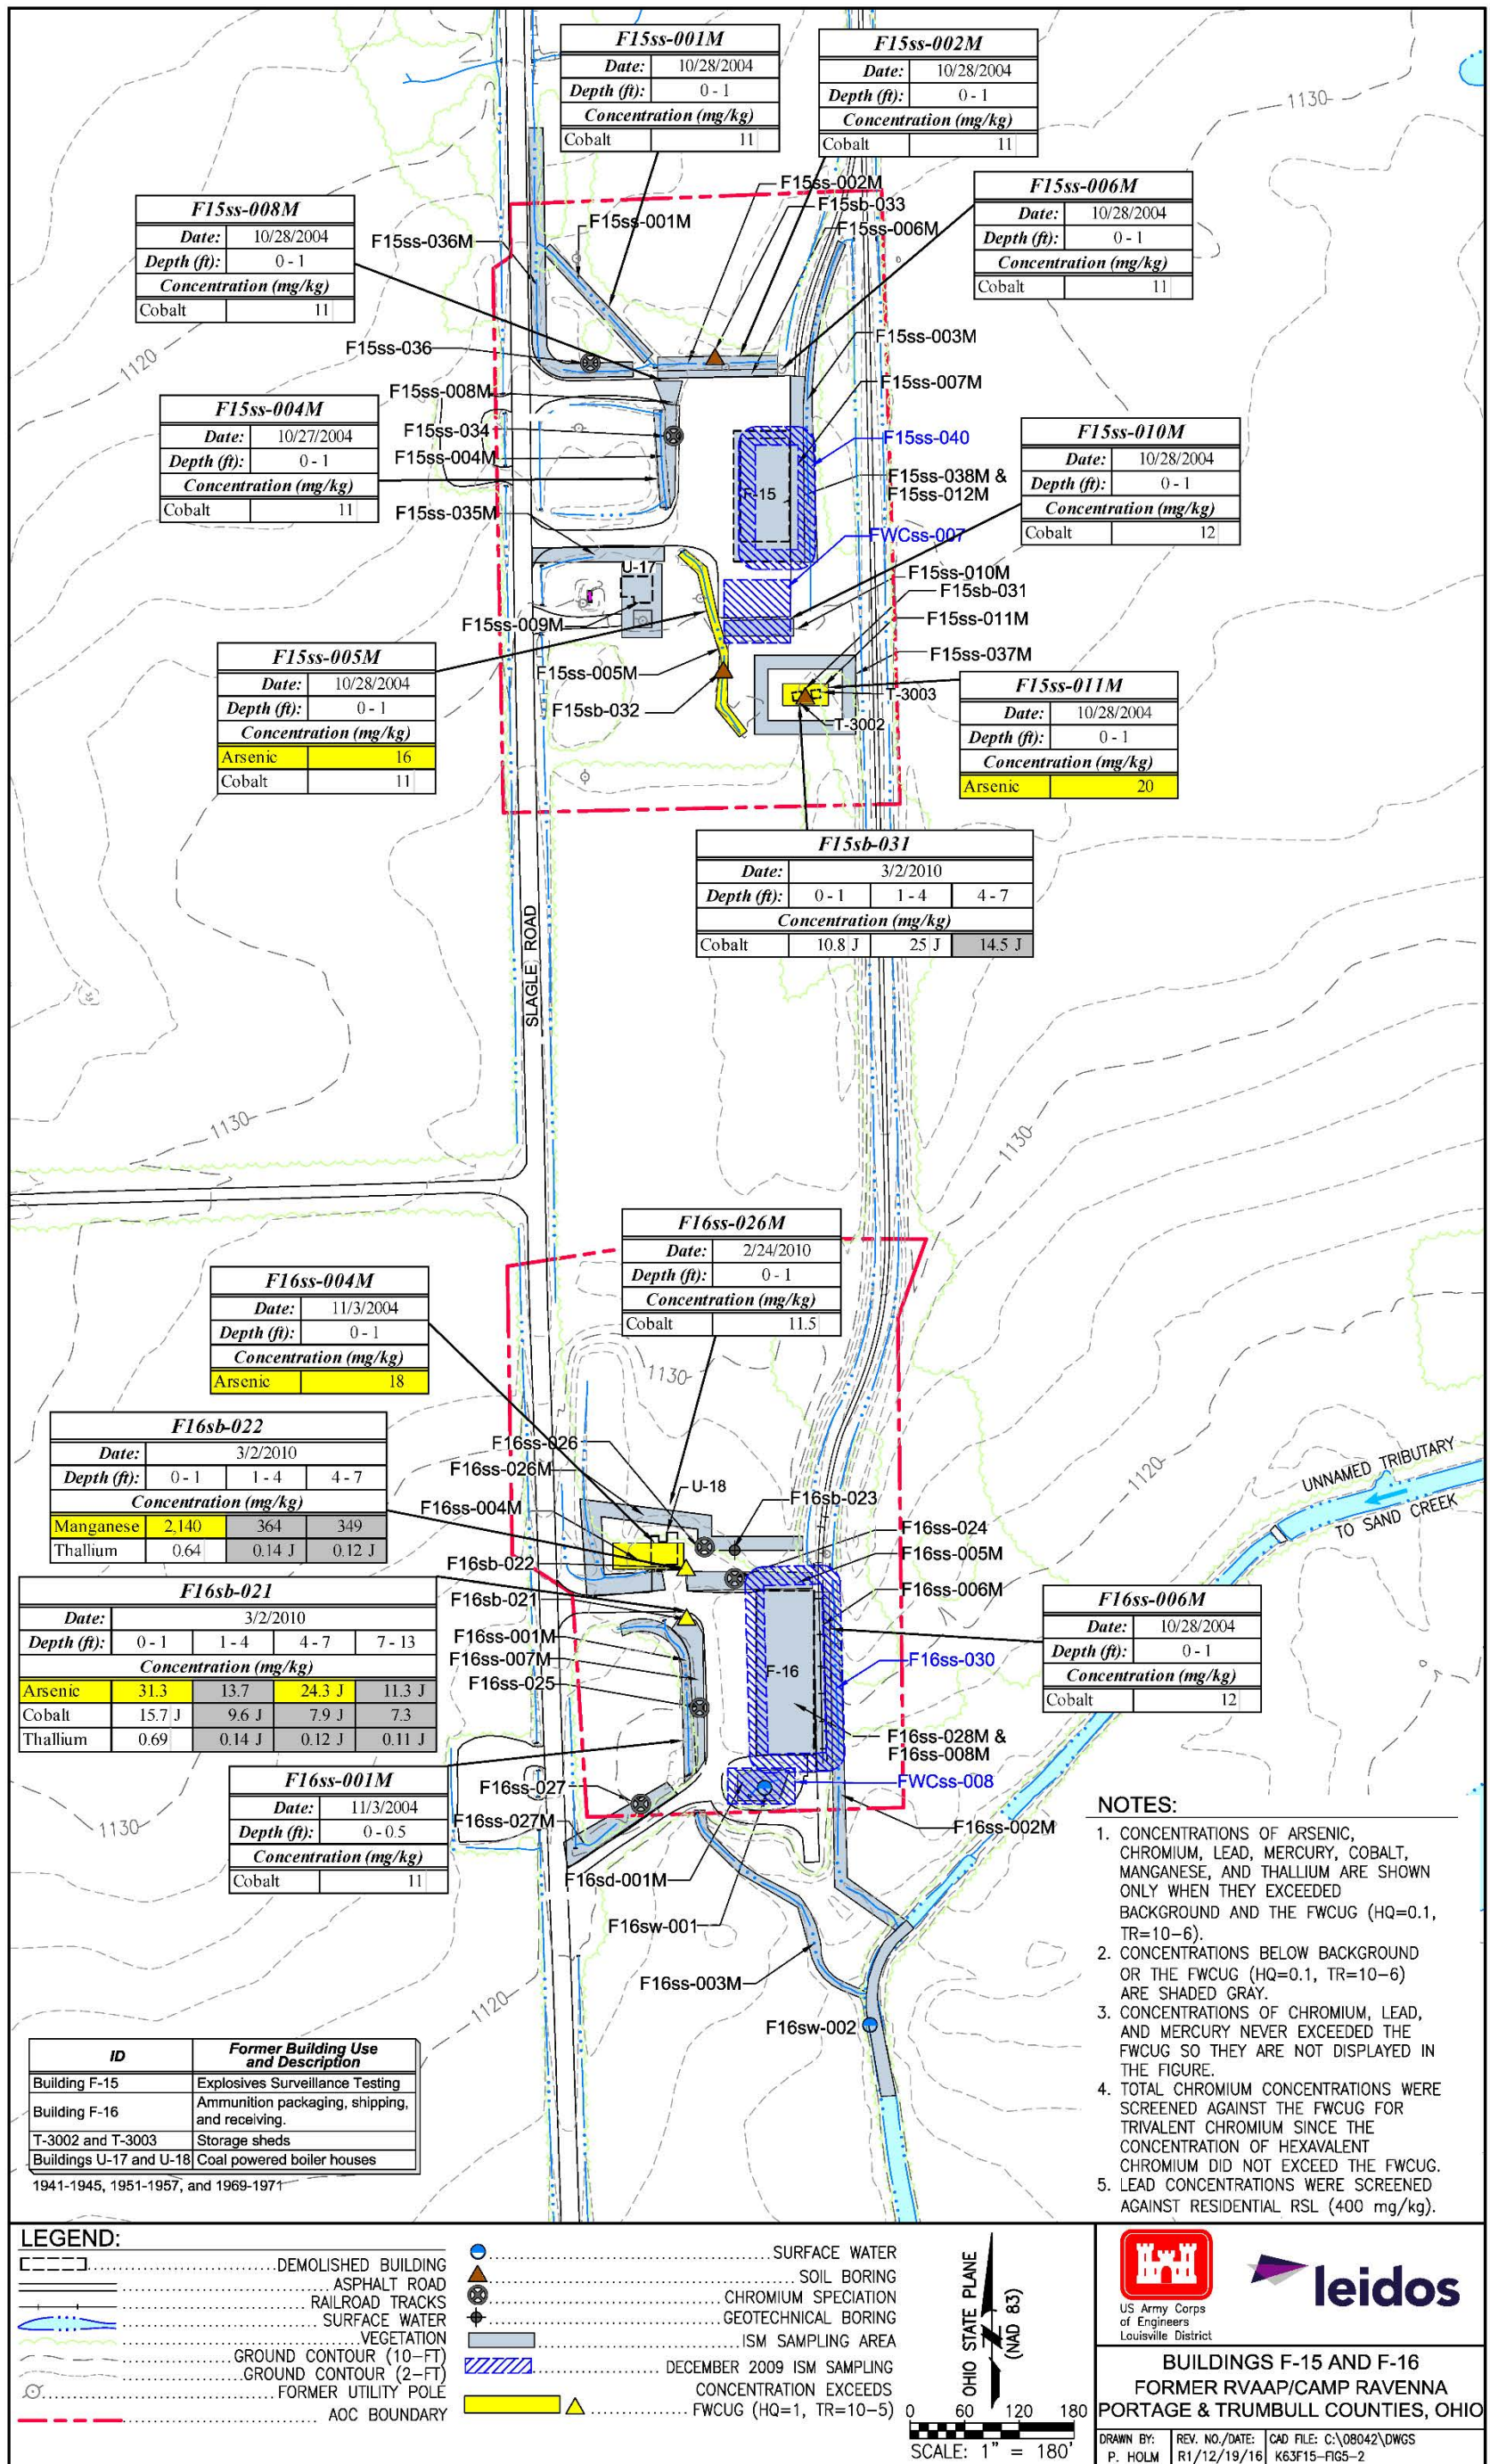 F15ss-001M
Date: 10/28/2004
Depth (ft): 0 - 1
Concentration (mg/kg)
Cobalt 11
F15ss-002M
Date: 10/28/2004
Depth (ft): 0 - 1
Concentration (mg/kg)
Cobalt 11
1130
F15ss-006M
Date: 10/28/2004
Depth (ft): 0 - 1
Concentration (mg/kg)
Cobalt 11
F15ss-008M
Date: 10/28/2004
Depth (ft): 0 - 1
Concentration (mg/kg)
Cobalt 11
F15ss-002M
F15sb-033
F15ss-001M
F15ss-006M
F15ss-036M
F15ss-003M
F15ss-036
1120
F15ss-007M
F15ss-008M
F15ss-004M
Date: 10/27/2004
Depth (ft): 0 - 1
Concentration (mg/kg)
Cobalt 11
F15ss-034
F15ss-040
F15ss-004M
F15ss-038M &
F15ss-012M
F-15
F15ss-010M
Date: 10/28/2004
Depth (ft): 0 - 1
Concentration (mg/kg)
Cobalt 12
F15ss-035M
FWCss-007
U-17
F15ss-010M
F15sb-031
F15ss-009M
F15ss-011M
F15ss-037M
F15ss-005M
Date: 10/28/2004
Depth (ft): 0 - 1
Concentration (mg/kg)
Arsenic 16
Cobalt 11
F15ss-005M
F15sb-032
T-3003
T-3002
F15ss-011M
Date: 10/28/2004
Depth (ft): 0 - 1
Concentration (mg/kg)
Arsenic 20
F15sb-031
Date: 3/2/2010
Depth (ft): 0 - 1 1 - 4 4 - 7
Concentration (mg/kg)
Cobalt 10.8 J 25 J 14.5 J
SLAGLE ROAD
1130
1130
F16ss-026M
Date: 2/24/2010
Depth (ft): 0 - 1
Concentration (mg/kg)
Cobalt 11.5
F16ss-004M
Date: 11/3/2004
Depth (ft): 0 - 1
Concentration (mg/kg)
Arsenic 18
1130
F16sb-022
Date: 3/2/2010
Depth (ft): 0 - 1 1 - 4 4 - 7
Concentration (mg/kg)
Manganese 2,140 364 349
Thallium 0.64 0.14 J 0.12 J
F16ss-026
F16ss-026M
U-18
F16sb-023
F16ss-004M
F16ss-024
F16ss-005M
F16sb-022
F16ss-006M
F16sb-021
1120
UNNAMED TRIBUTARY
TO SAND CREEK
F16sb-021
Date: 3/2/2010
Depth (ft): 0 - 1 1 - 4 4 - 7 7 - 13
Concentration (mg/kg)
Arsenic 31.3 13.7 24.3 J 11.3 J
Cobalt 15.7 J 9.6 J 7.9 J 7.3
Thallium 0.69 0.14 J 0.12 J 0.11 J
F16ss-001M
F16ss-007M
F16ss-025
F-16
F16ss-030
F16ss-006M
Date: 10/28/2004
Depth (ft): 0 - 1
Concentration (mg/kg)
Cobalt 12
F16ss-028M &
F16ss-008M
FWCss-008
F16ss-001M
Date: 11/3/2004
Depth (ft): 0 - 0.5
Concentration (mg/kg)
Cobalt 11
1130
F16ss-027
F16ss-027M
F16ss-002M
F16sd-001M
F16sw-001
F16ss-003M
F16sw-002
1120
NOTES:
1. CONCENTRATIONS OF ARSENIC,
CHROMIUM, LEAD, MERCURY, COBALT,
MANGANESE, AND THALLIUM ARE SHOWN
ONLY WHEN THEY EXCEEDED
BACKGROUND AND THE FWCUG (HQ=0.1,
TR=10-6).
2. CONCENTRATIONS BELOW BACKGROUND
OR THE FWCUG (HQ=0.1, TR=10-6)
ARE SHADED GRAY.
3. CONCENTRATIONS OF CHROMIUM, LEAD,
AND MERCURY NEVER EXCEEDED THE
FWCUG SO THEY ARE NOT DISPLAYED IN
THE FIGURE.
4. TOTAL CHROMIUM CONCENTRATIONS WERE
SCREENED AGAINST THE FWCUG FOR
TRIVALENT CHROMIUM SINCE THE
CONCENTRATION OF HEXAVALENT
CHROMIUM DID NOT EXCEED THE FWCUG.
5. LEAD CONCENTRATIONS WERE SCREENED
AGAINST RESIDENTIAL RSL (400 mg/kg).
ID Former Building Use
and Description
Building F-15 Explosives Surveillance Testing
Building F-16 Ammunition packaging, shipping,
and receiving.
T-3002 and T-3003 Storage sheds
Buildings U-17 and U-18 Coal powered boiler houses
1941-1945, 1951-1957, and 1969-1971
LEGEND:
DEMOLISHED BUILDING
ASPHALT ROAD
RAILROAD TRACKS
SURFACE WATER
VEGETATION
GROUND CONTOUR (10-FT)
GROUND CONTOUR (2-FT)
FORMER UTILITY POLE
AOC BOUNDARY
SURFACE WATER
SOIL BORING
CHROMIUM SPECIATION
GEOTECHNICAL BORING
ISM SAMPLING AREA
DECEMBER 2009 ISM SAMPLING
CONCENTRATION EXCEEDS
FWCUG (HQ=1, TR=10-5)
OHIO STATE PLANE
(NAD 83)
0 60 120 180
SCALE: 1" = 180'
US Army Corps
of Engineers
Louisville District
leidos
BUILDINGS F-15 AND F-16
FORMER RVAAP/CAMP RAVENNA
PORTAGE & TRUMBULL COUNTIES, OHIO
DRAWN BY: REV. NO./DATE: CAD FILE: C:\08042\DWGS
P. HOLM R1/12/19/16 K63F15-FIG5-2